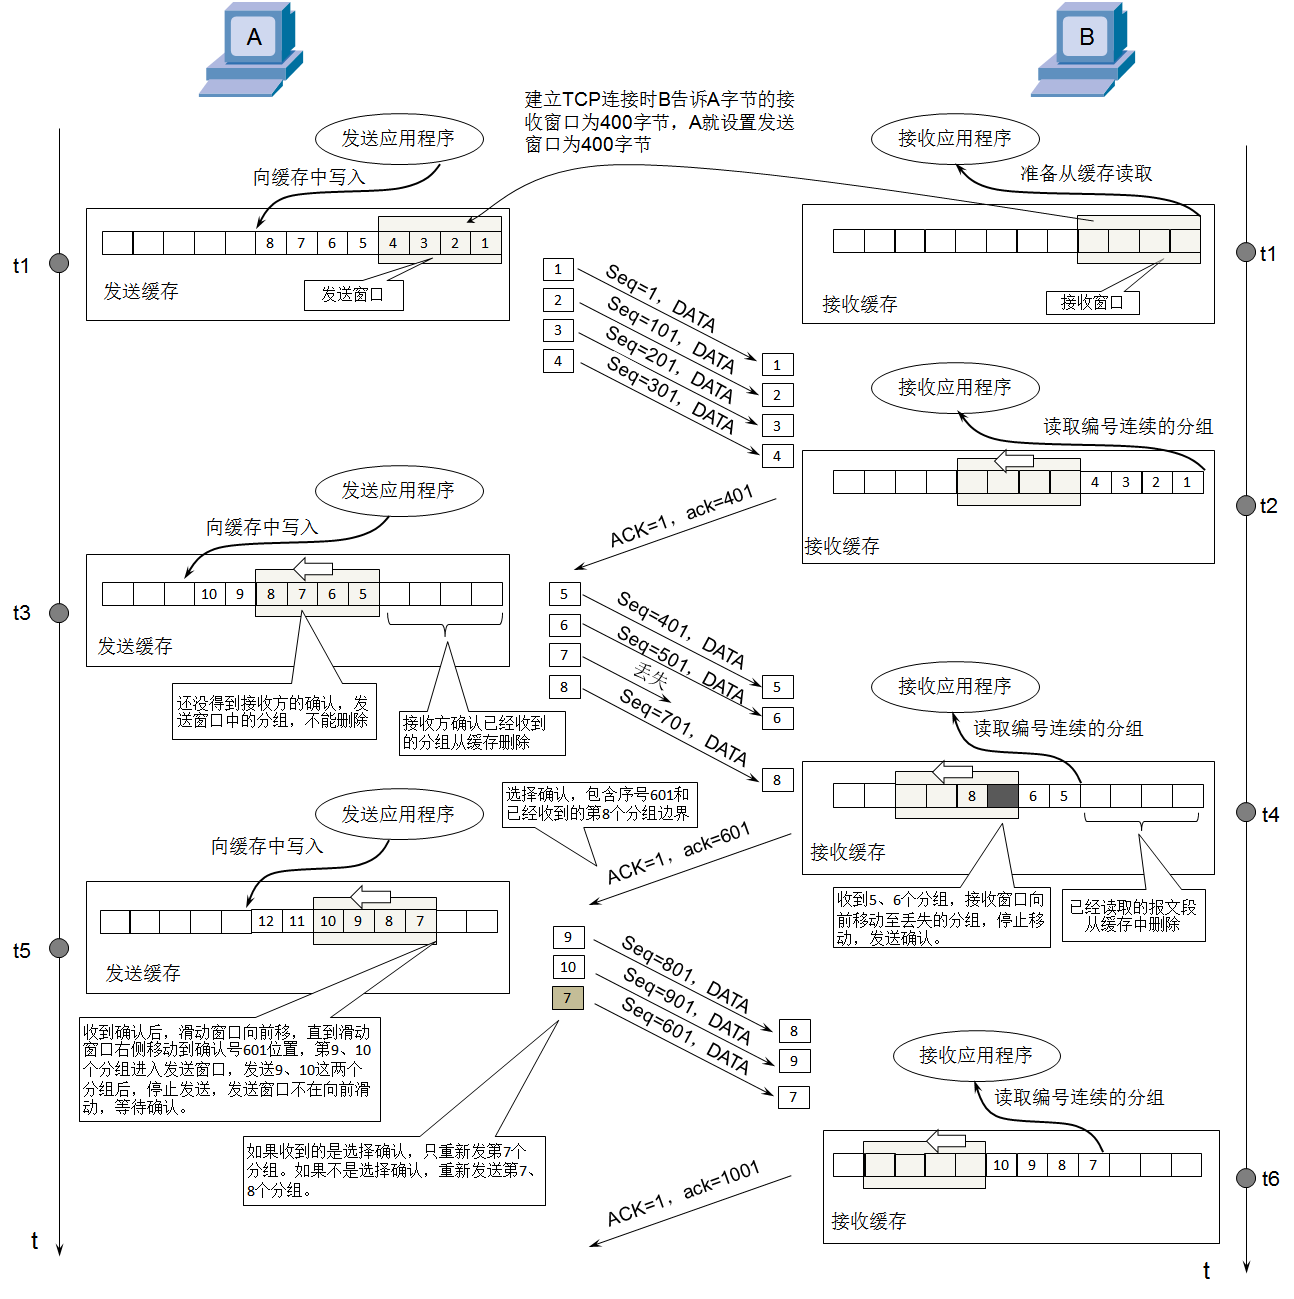 A
B
建立TCP连接时B告诉A字节的接
收窗口为400字节，A就设置发送
窗口为400字节
发送应用程序
接收应用程序
向缓存中写入
准备从缓存读取
8 7 6 5 4 3 2 1
t1
发送窗口
发送缓存
t1
接收窗口
接收缓存
1
2
3
4
Seq=1，DATA
Seq=101，DATA
Seq=201，DATA
Seq=301，DATA
1
2
3
4
接收应用程序
读取编号连续的分组
4 3 2 1
t2
接收缓存
ACK=1，ack=401
发送应用程序
向缓存中写入
10 9 8 7 6 5
t3
发送缓存
还没得到接收方的确认，发
送窗口中的分组，不能删除
接收方确认已经收到
的分组从缓存删除
5
6
7
8
Seq=401，DATA
Seq=501，DATA
丢失
Seq=701，DATA
5
6
8
接收应用程序
读取编号连续的分组
8 6 5
t4
接收缓存
收到5、6个分组，接收窗口向
前移动至丢失的分组，停止移
动，发送确认。
已经读取的报文段
从缓存中删除
选择确认，包含序号601和
已经收到的第8个分组边界
ACK=1，ack=601
发送应用程序
向缓存中写入
12 11 10 9 8 7
t5
发送缓存
收到确认后，滑动窗口向前移，直到滑动
窗口右侧移动到确认号601位置，第9、10
个分组进入发送窗口，发送9、10这两个
分组后，停止发送，发送窗口不在向前滑
动，等待确认。
9
10
7
Seq=801，DATA
Seq=901，DATA
Seq=601，DATA
8
9
7
如果收到的是选择确认，只重新发第7个
分组。如果不是选择确认，重新发送第7、
8个分组。
接收应用程序
读取编号连续的分组
10 9 8 7
t6
接收缓存
ACK=1，ack=1001
t
t